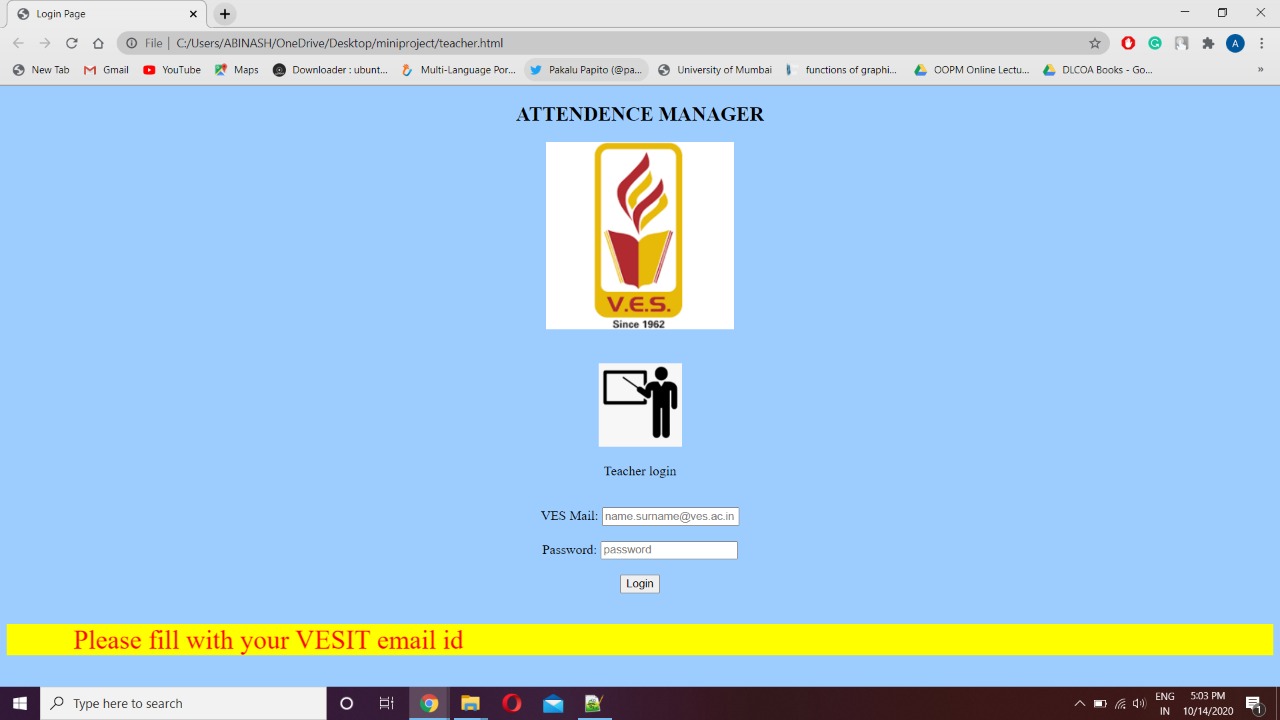 Login Page
File | C:/Users/ABINASH/OneDrive/Desktop/miniproject/teacher.html
A
New Tab Gmail YouTube Maps Downloader : ubunt... Multi-Language Por... Pakalu Papito (@pa... University of Mumbai functions of graphi... OOPM Online Lectu... DLCOA Books - Go... »
ATTENDENCE MANAGER
V.E.S.
Since 1962
Teacher login
VES Mail: name.surname@ves.ac.in
Password: password
Login
Please fill with your VESIT email id
Type here to search
ENG 5:03 PM
IN 10/14/2020 1